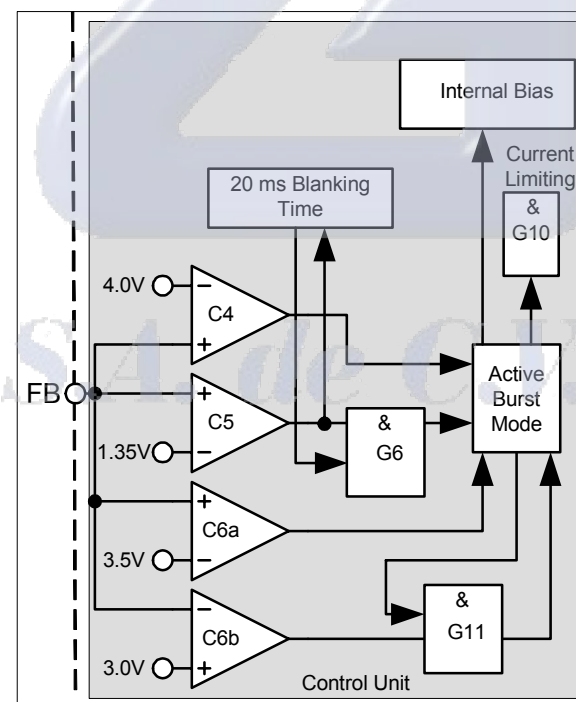 Internal Bias
Current
Limiting
20 ms Blanking
Time
&
G10
4.0V
−
C4
+
S.A. de C.V.
FB
+
C5
−
1.35V
&
G6
Active
Burst
Mode
+
C6a
−
3.5V
−
C6b
+
3.0V
&
G11
Control Unit